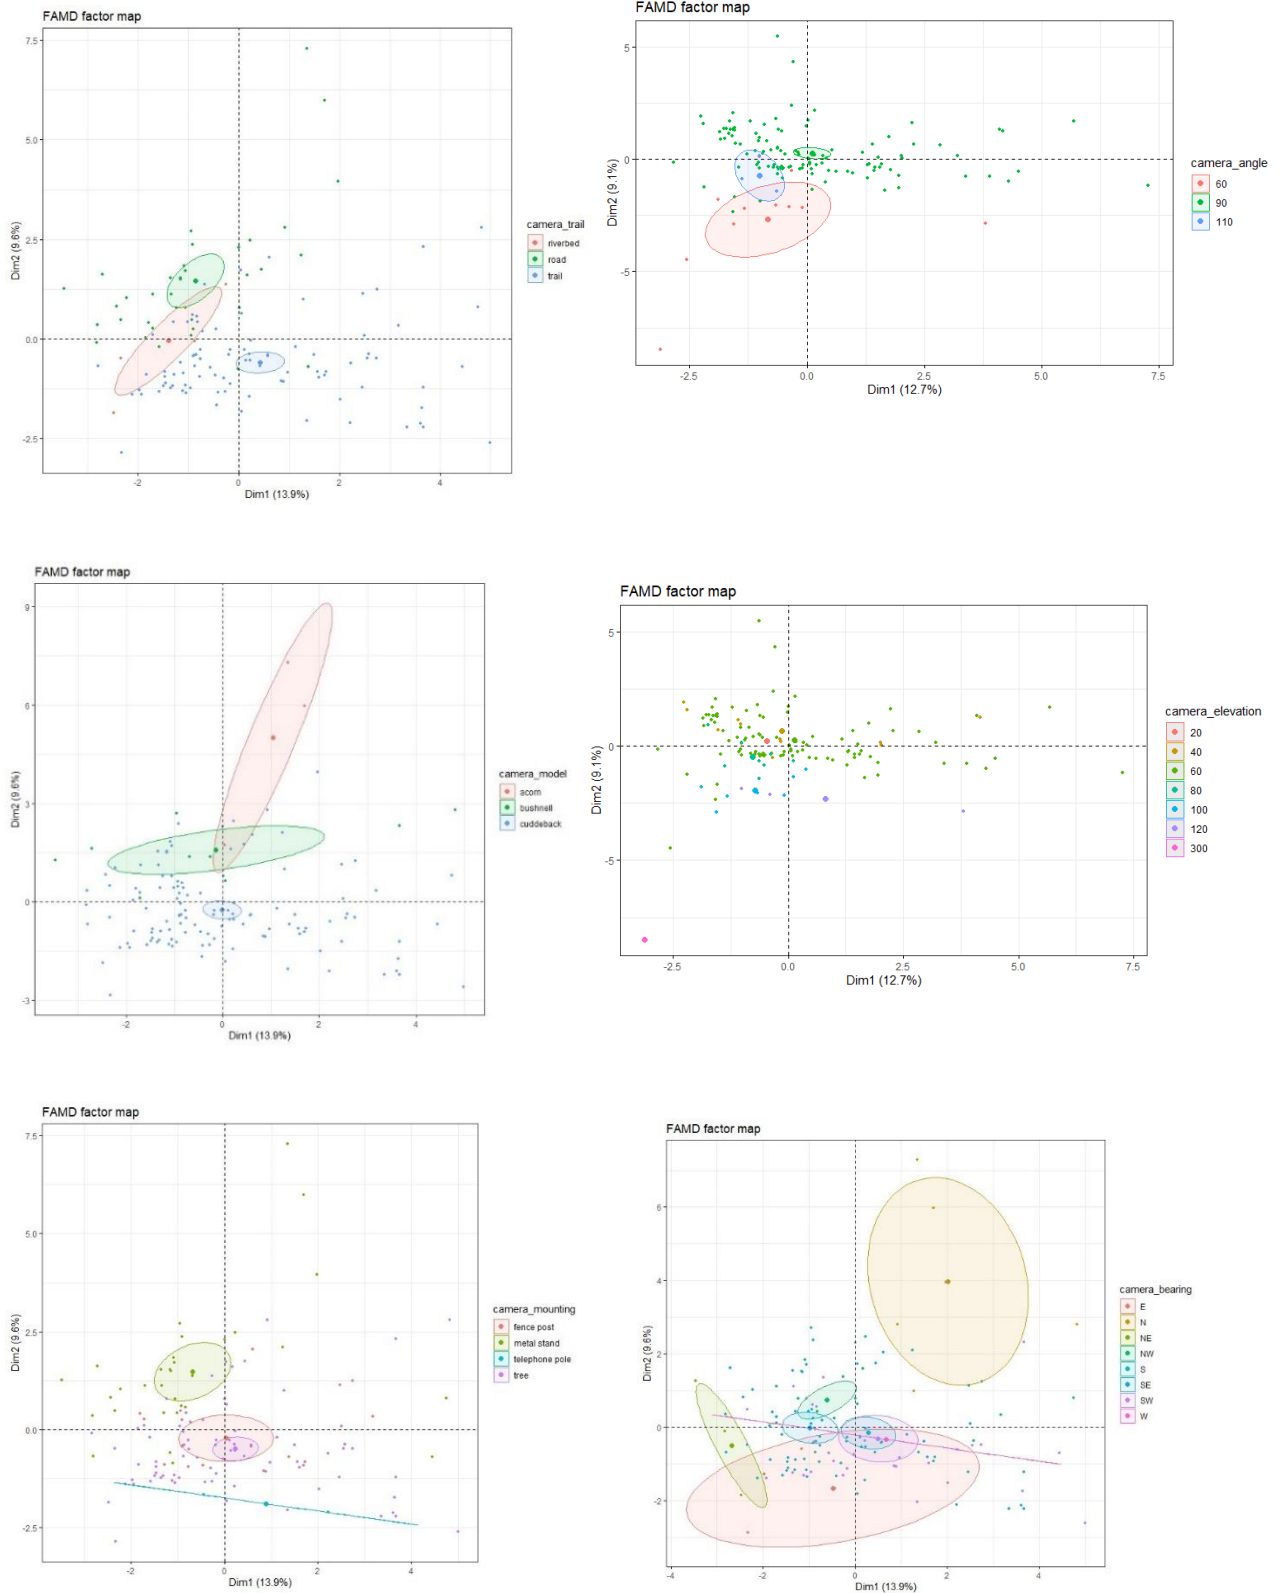 FAMD factor map
7.5
5.0
2.5
0.0
-2.5
Dim2 (9.6%)
-2
0
2
4
Dim1 (13.9%)
camera_trail
riverbed
road
trail
FAMD factor map
5
0
-5
Dim2 (9.1%)
-2.5
0.0
2.5
5.0
7.5
Dim1 (12.7%)
camera_angle
60
90
110
FAMD factor map
9
6
3
0
-3
Dim2 (9.6%)
-2
0
2
4
Dim1 (13.9%)
camera_model
acorn
bushnell
cuddeback
FAMD factor map
5
0
-5
Dim2 (9.1%)
-2.5
0.0
2.5
5.0
7.5
Dim1 (12.7%)
camera_elevation
20
40
60
80
100
120
300
FAMD factor map
7.5
5.0
2.5
0.0
-2.5
Dim2 (9.6%)
-2
0
2
4
Dim1 (13.9%)
camera_mounting
fence post
metal stand
telephone pole
tree
FAMD factor map
6
4
2
0
-2
Dim2 (9.6%)
-4
-2
0
2
4
Dim1 (13.9%)
camera_bearing
E
N
NE
NW
S
SE
SW
W